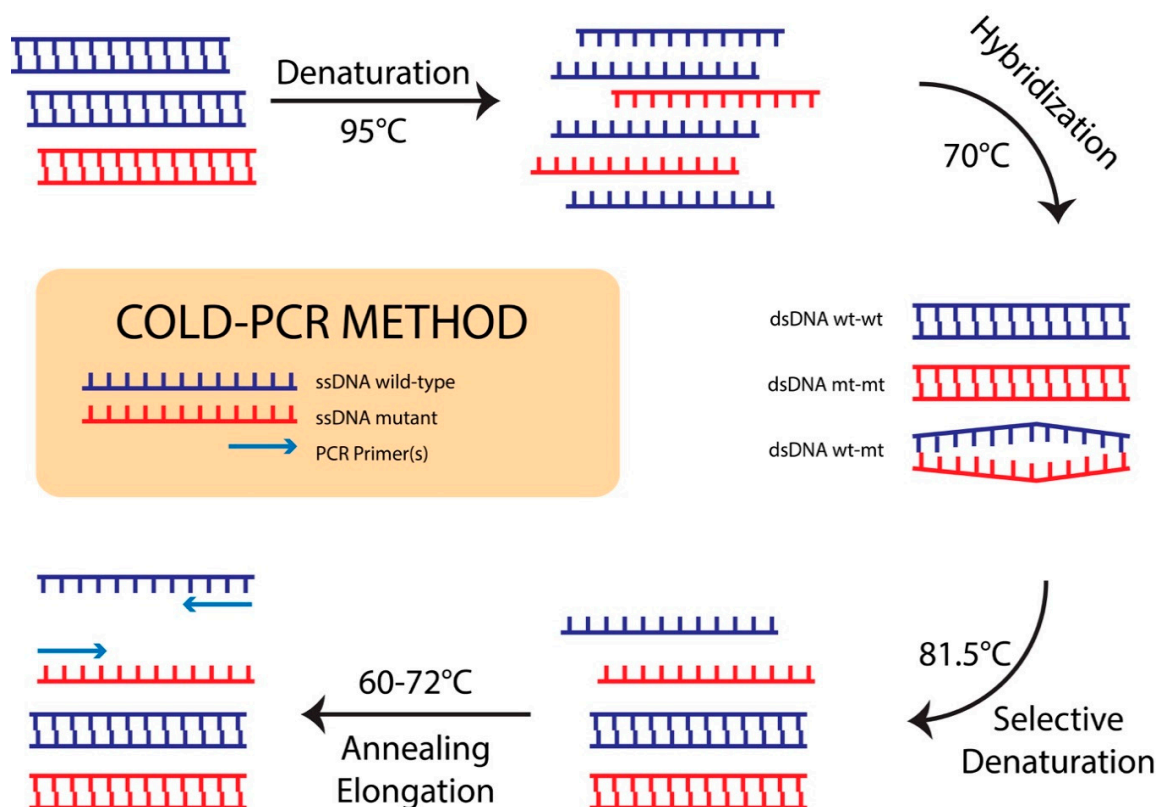 Denaturation
95°C
Hybridization
70°C
COLD-PCR METHOD
ssDNA wild-type
ssDNA mutant
PCR Primer(s)
dsDNA wt-wt
dsDNA mt-mt
dsDNA wt-mt
81.5°C
Selective
Denaturation
60-72°C
Annealing
Elongation